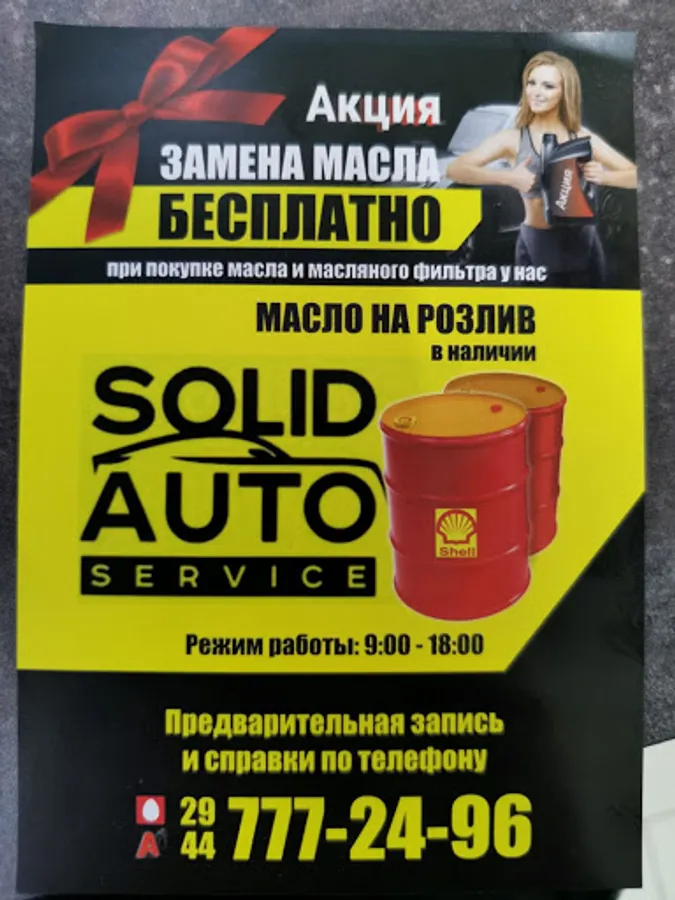 Акция
ЗАМЕНА МАСЛА
БЕСПЛАТНО
при покупке масла и масляного фильтра у нас
Акция
МАСЛО НА РОЗЛИВ
в наличии
SOLID
AUTO
SERVICE
Shell
Режим работы: 9:00 - 18:00
Предварительная запись
и справки по телефону
29
44
777-24-96